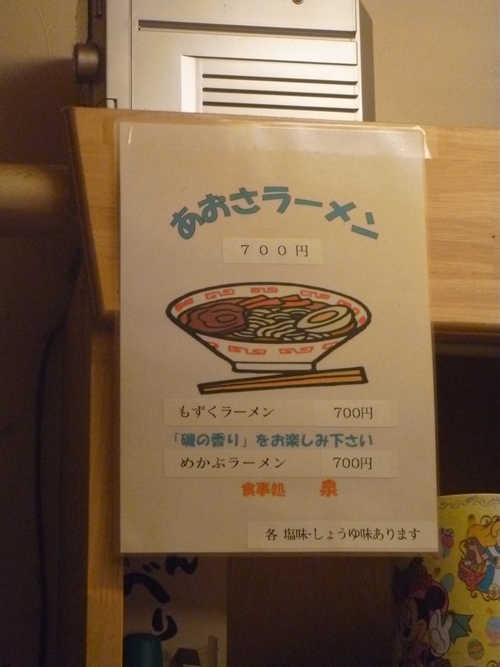 あおさラーメン
７００円
もずくラーメン 700円
「磯の香り」をお楽しみ下さい
めかぶラーメン 700円
食事処 泉
各 塩味・しょうゆ味あります